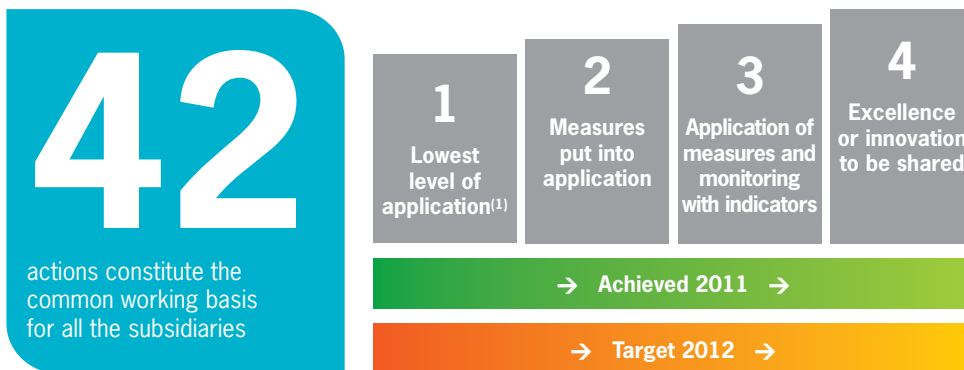 42
actions constitute the
common working basis
for all the subsidiaries
1
Lowest
level of
application(1)
2
Measures
put into
application
3
Application of
measures and
monitoring
with indicators
4
Excellence
or innovation
to be shared
→ Achieved 2011 →
→ Target 2012 →